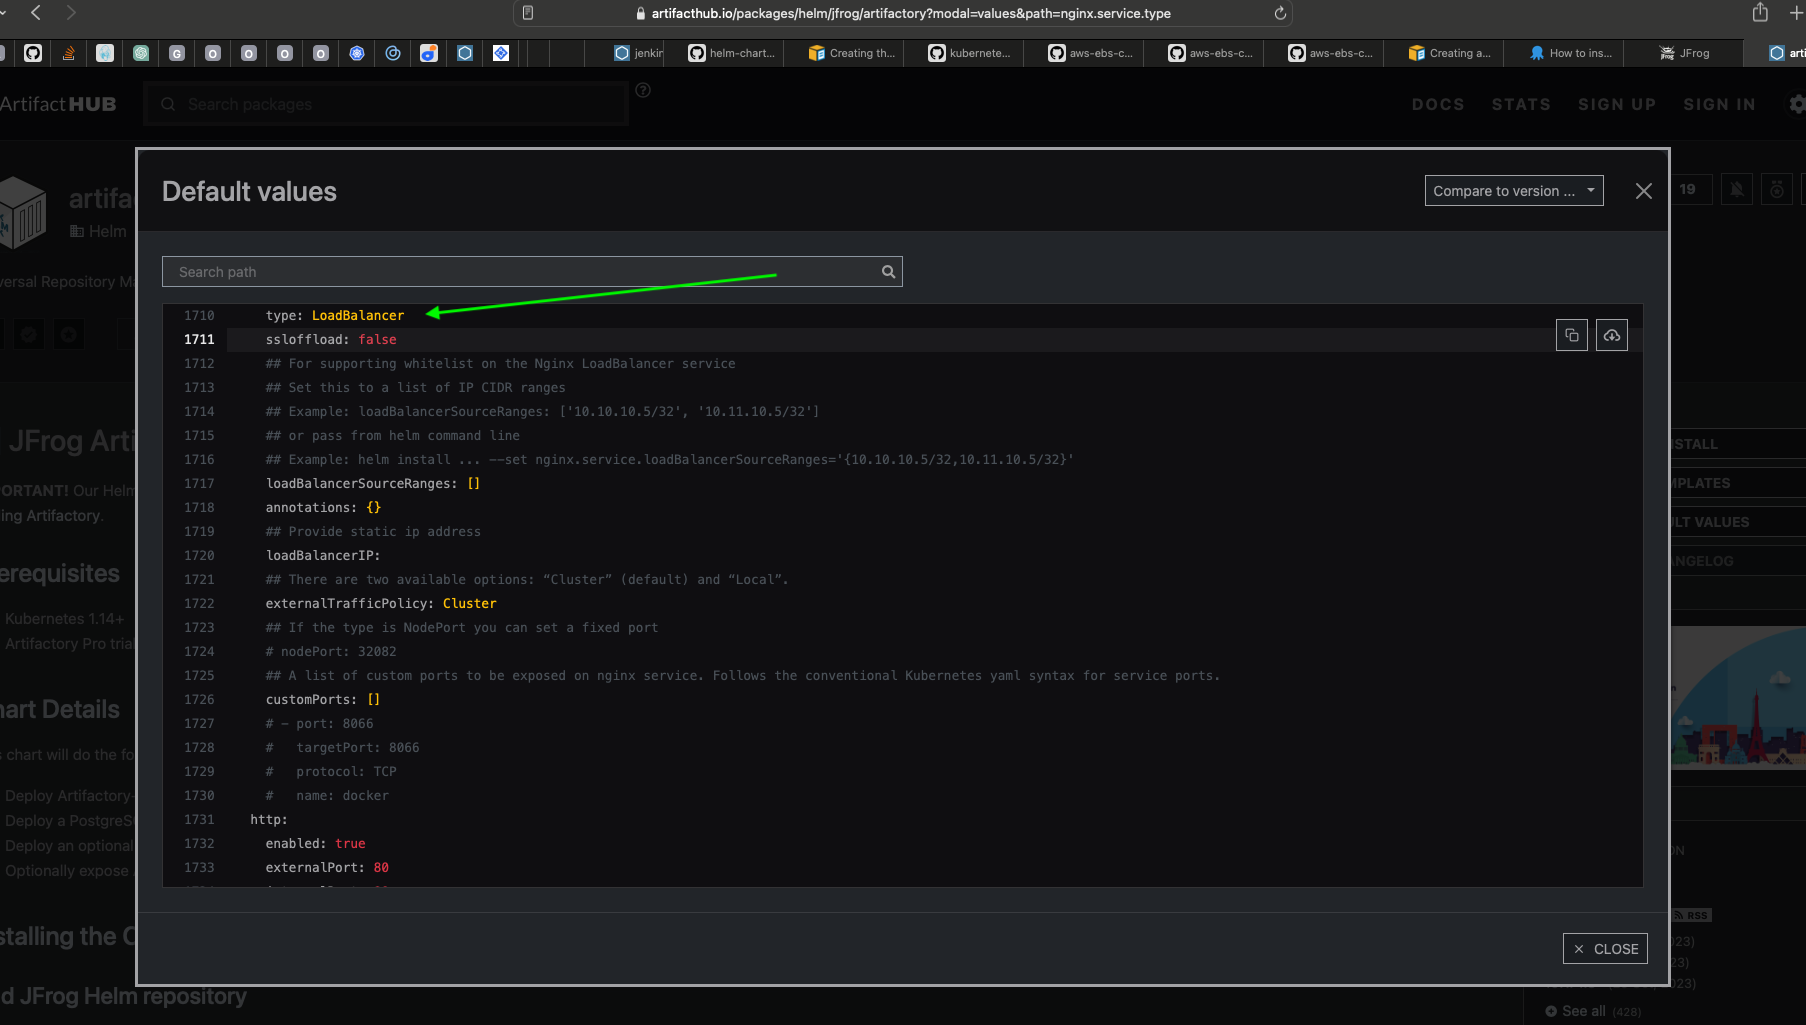 artifacthub.io/packages/helm/jfrog/artifactory?modal=values&path=nginx.service.type
jenkir
helm-chart...
Creating th...
kubernete...
aws-ebs-c...
aws-ebs-c...
aws-ebs-c...
Creating a...
How to ins...
JFrog
arti
ArtifactHUB
Search packages
DOCS
STATS
SIGN UP
SIGN IN
artifa
Helm
19
versal Repository Ma
Default values
Compare to version ...
Search path
1710 type: LoadBalancer
1711 ssloffload: false
1712 ## For supporting whitelist on the Nginx LoadBalancer service
1713 ## Set this to a list of IP CIDR ranges
1714 ## Example: loadBalancerSourceRanges: ['10.10.10.5/32', '10.11.10.5/32']
1715 ## or pass from helm command line
1716 ## Example: helm install ... --set nginx.service.loadBalancerSourceRanges='{10.10.10.5/32,10.11.10.5/32}'
1717 loadBalancerSourceRanges: []
1718 annotations: {}
1719 ## Provide static ip address
1720 loadBalancerIP:
1721 ## There are two available options: “Cluster” (default) and “Local”.
1722 externalTrafficPolicy: Cluster
1723 ## If the type is NodePort you can set a fixed port
1724 # nodePort: 32082
1725 ## A list of custom ports to be exposed on nginx service. Follows the conventional Kubernetes yaml syntax for service ports.
1726 customPorts: []
1727 # - port: 8066
1728 #   targetPort: 8066
1729 #   protocol: TCP
1730 #   name: docker
1731 http:
1732 enabled: true
1733 externalPort: 80
CLOSE
JFrog Arti
PORTANT! Our Helm
ing Artifactory.
erequisites
Kubernetes 1.14+
Artifactory Pro trial
art Details
s chart will do the fo
Deploy Artifactory-
Deploy a PostgreS
Deploy an optional
Optionally expose
stalling the C
d JFrog Helm repository
STALL
MPLATES
ULT VALUES
ANGELOG
ON
RSS
23)
23)
2023)
See all (428)